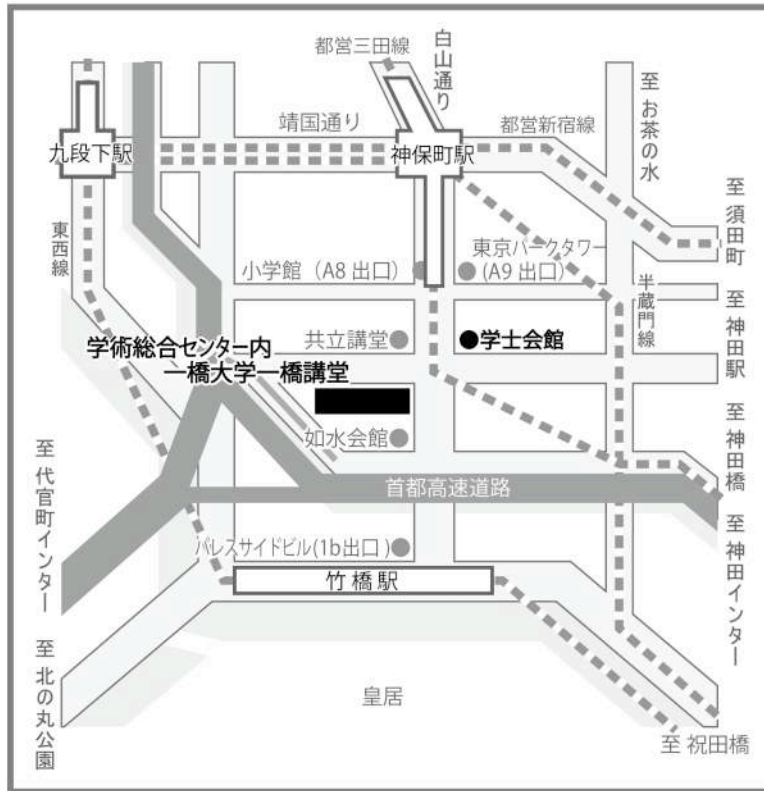 都営三田線
白山通り
靖国通り
都営新宿線
至 お茶の水
九段下駅
神保町駅
至 須田町
東西線
小学館（A8 出口）
東京パークタワー
(A9 出口)
半蔵門線
至 神田駅
共立講堂
学士会館
学術総合センター内
一橋大学一橋講堂
如水会館
至 神田橋
至 代官町インター
首都高速道路
至 神田インター
パレスサイドビル(1b出口)
竹橋駅
至 北の丸公園
皇居
至 祝田橋